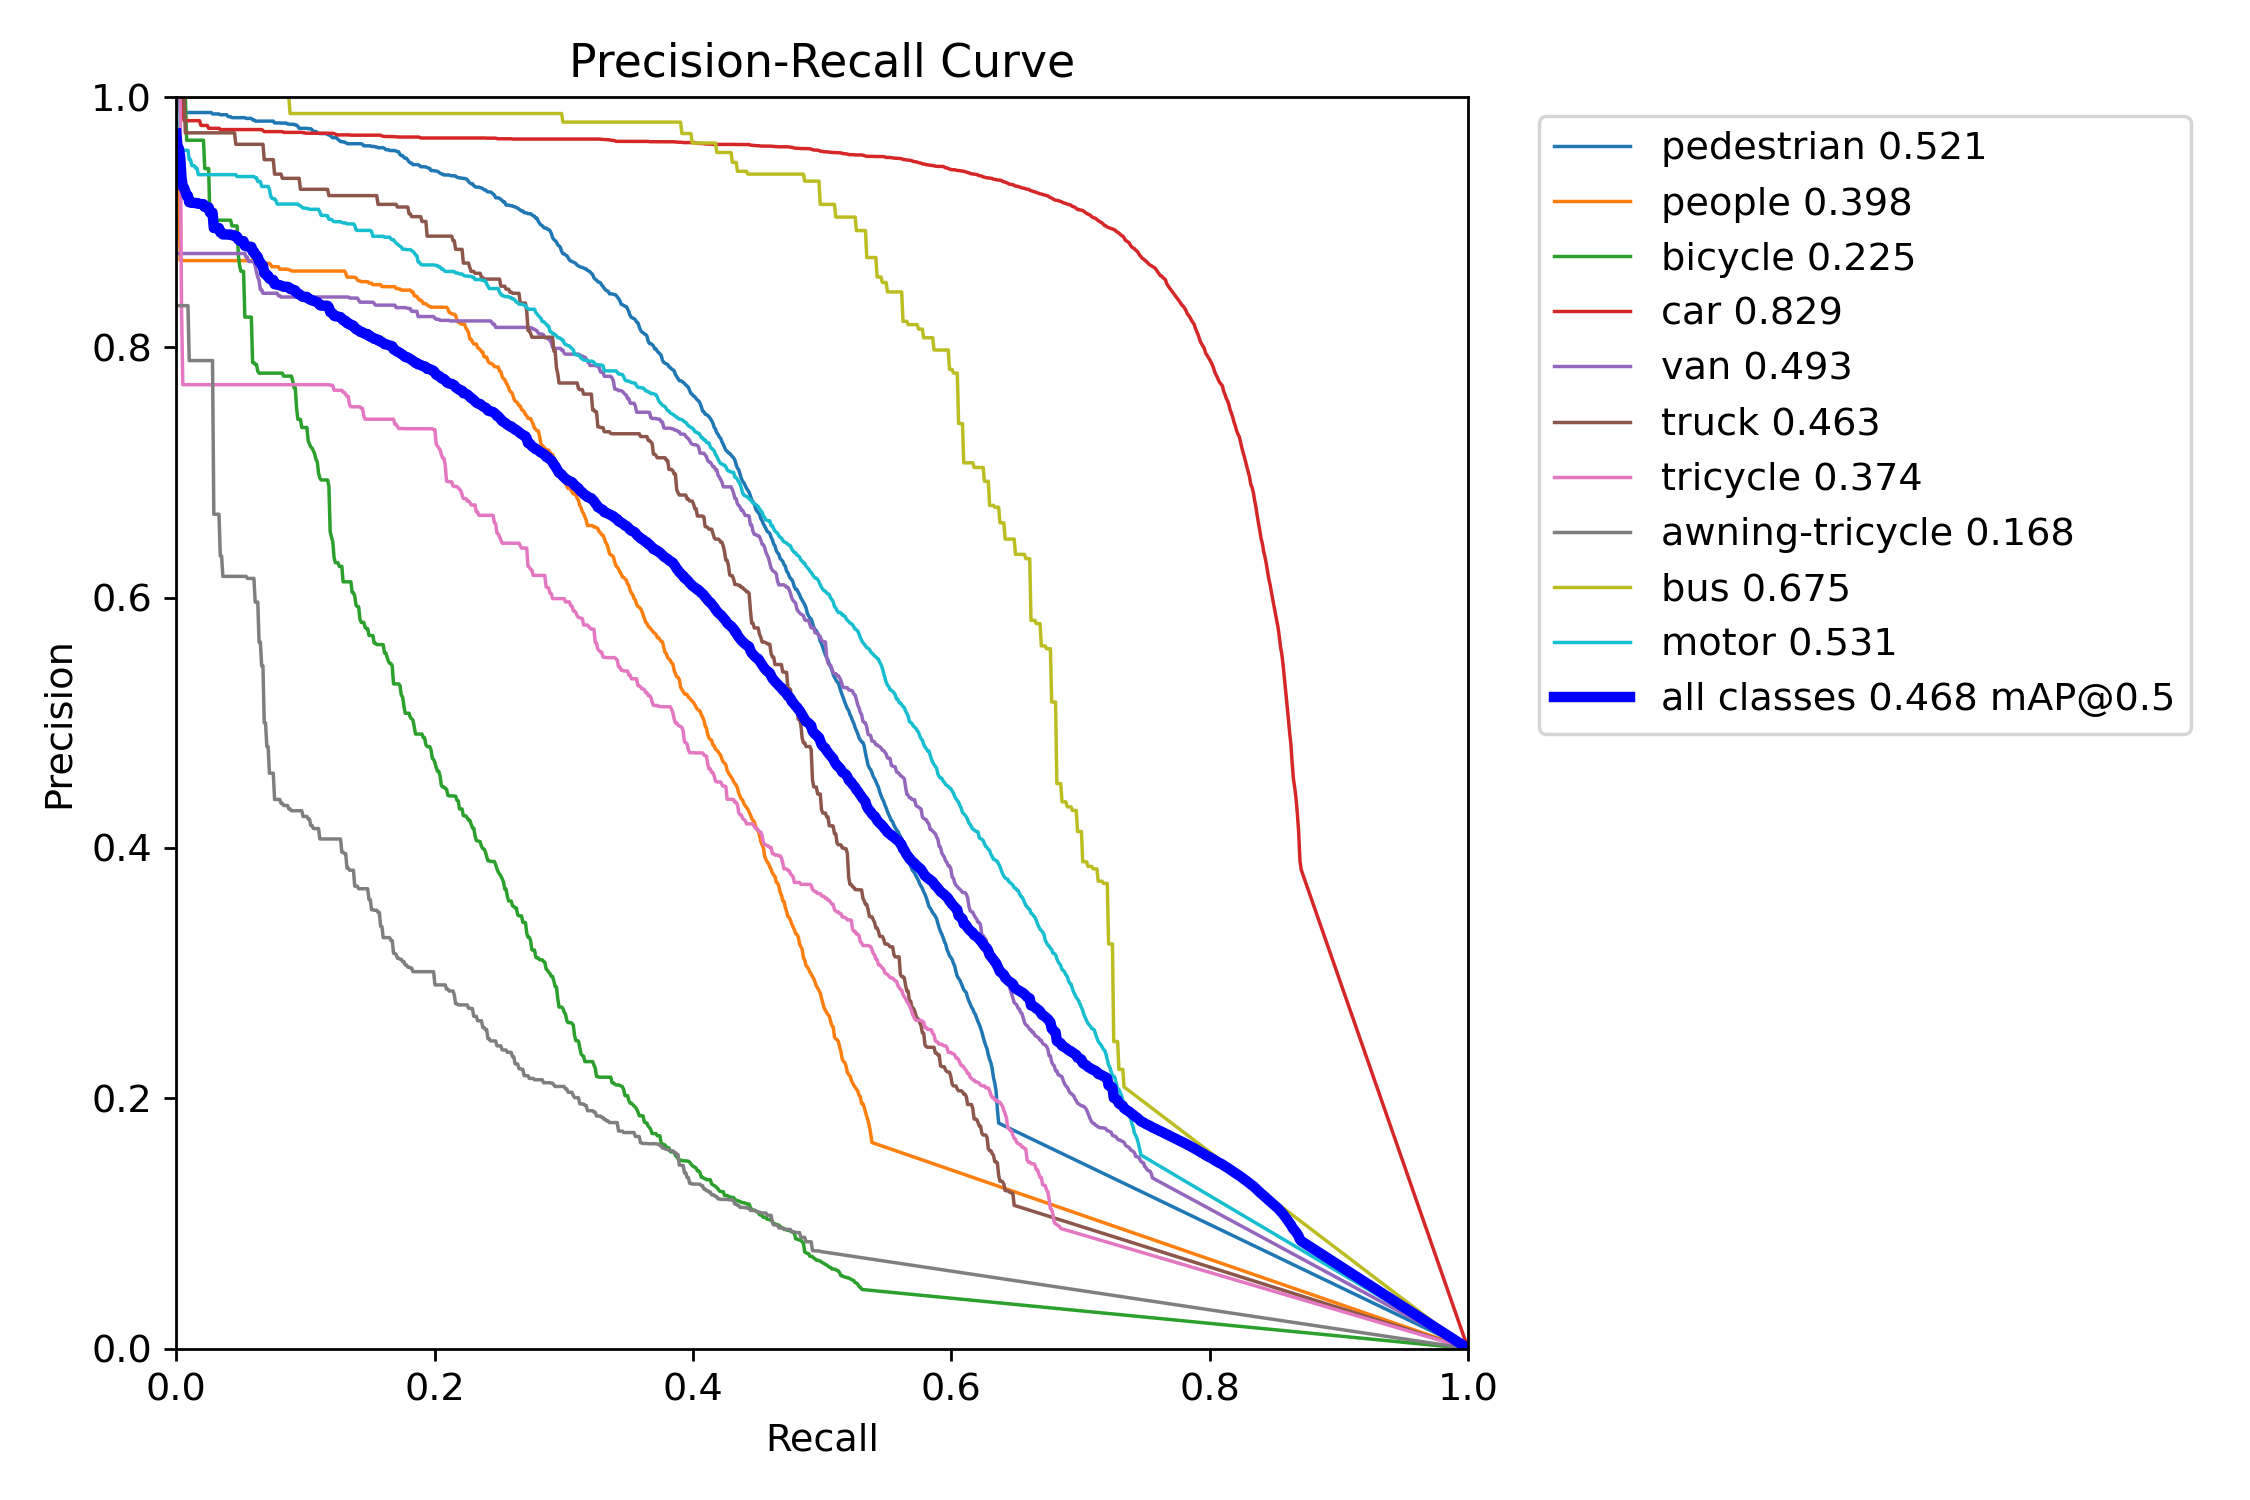 Precision-Recall Curve
1.0
0.8
0.6
0.4
0.2
0.0
Precision
0.0 0.2 0.4 0.6 0.8 1.0
Recall
pedestrian 0.521
people 0.398
bicycle 0.225
car 0.829
van 0.493
truck 0.463
tricycle 0.374
awning-tricycle 0.168
bus 0.675
motor 0.531
all classes 0.468 mAP@0.5